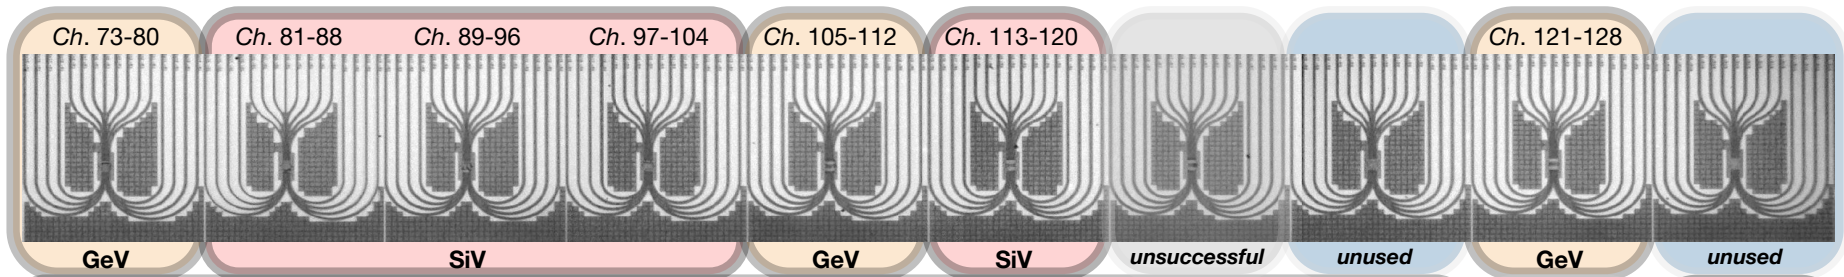 Ch. 73-80 Ch. 81-88 Ch. 89-96 Ch. 97-104 Ch. 105-112 Ch. 113-120 Ch. 121-128
GeV SiV GeV SiV unsuccessful unused GeV unused